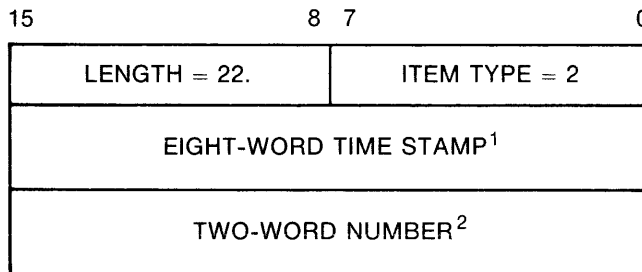 15 8 7 0
LENGTH = 22. ITEM TYPE = 2
EIGHT-WORD TIME STAMP¹
TWO-WORD NUMBER²